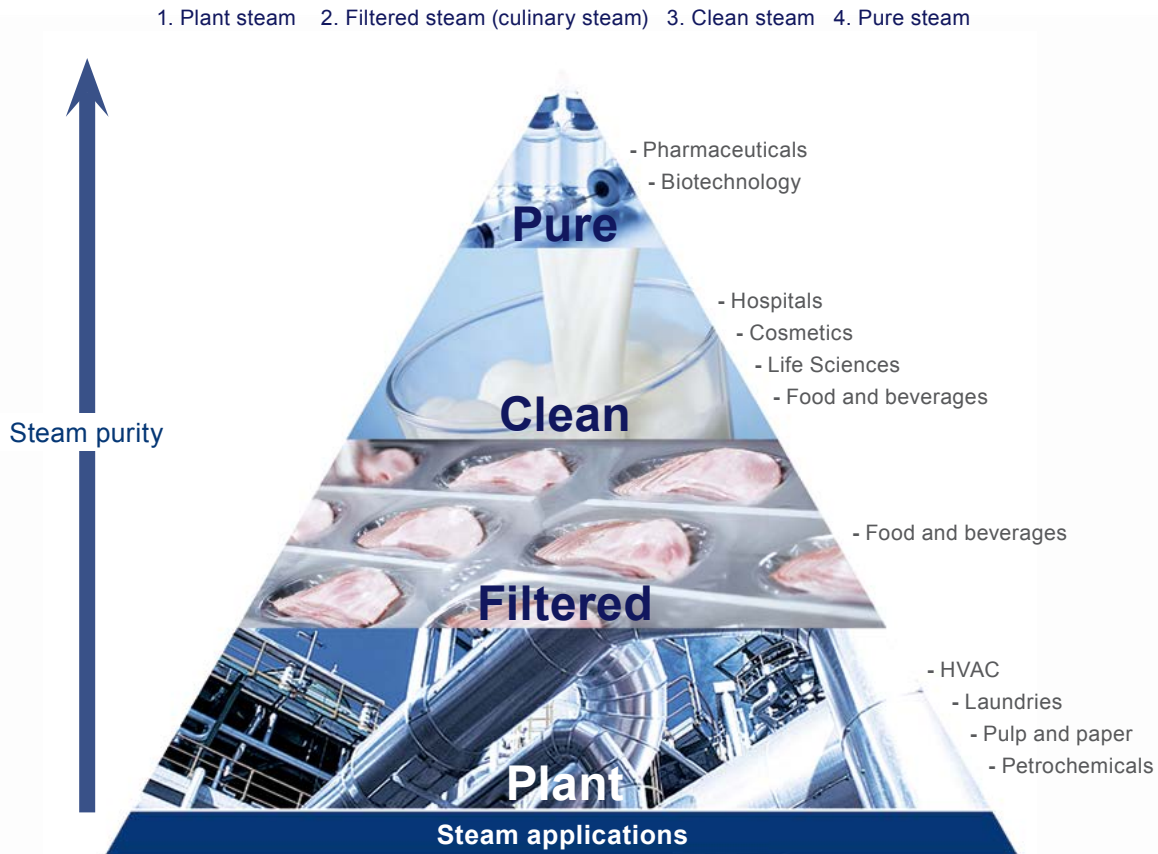 1. Plant steam 2. Filtered steam (culinary steam) 3. Clean steam 4. Pure steam
- Pharmaceuticals
- Biotechnology
Pure
- Hospitals
- Cosmetics
- Life Sciences
- Food and beverages
Clean
Steam purity
- Food and beverages
Filtered
- HVAC
- Laundries
- Pulp and paper
- Petrochemicals
Plant
Steam applications